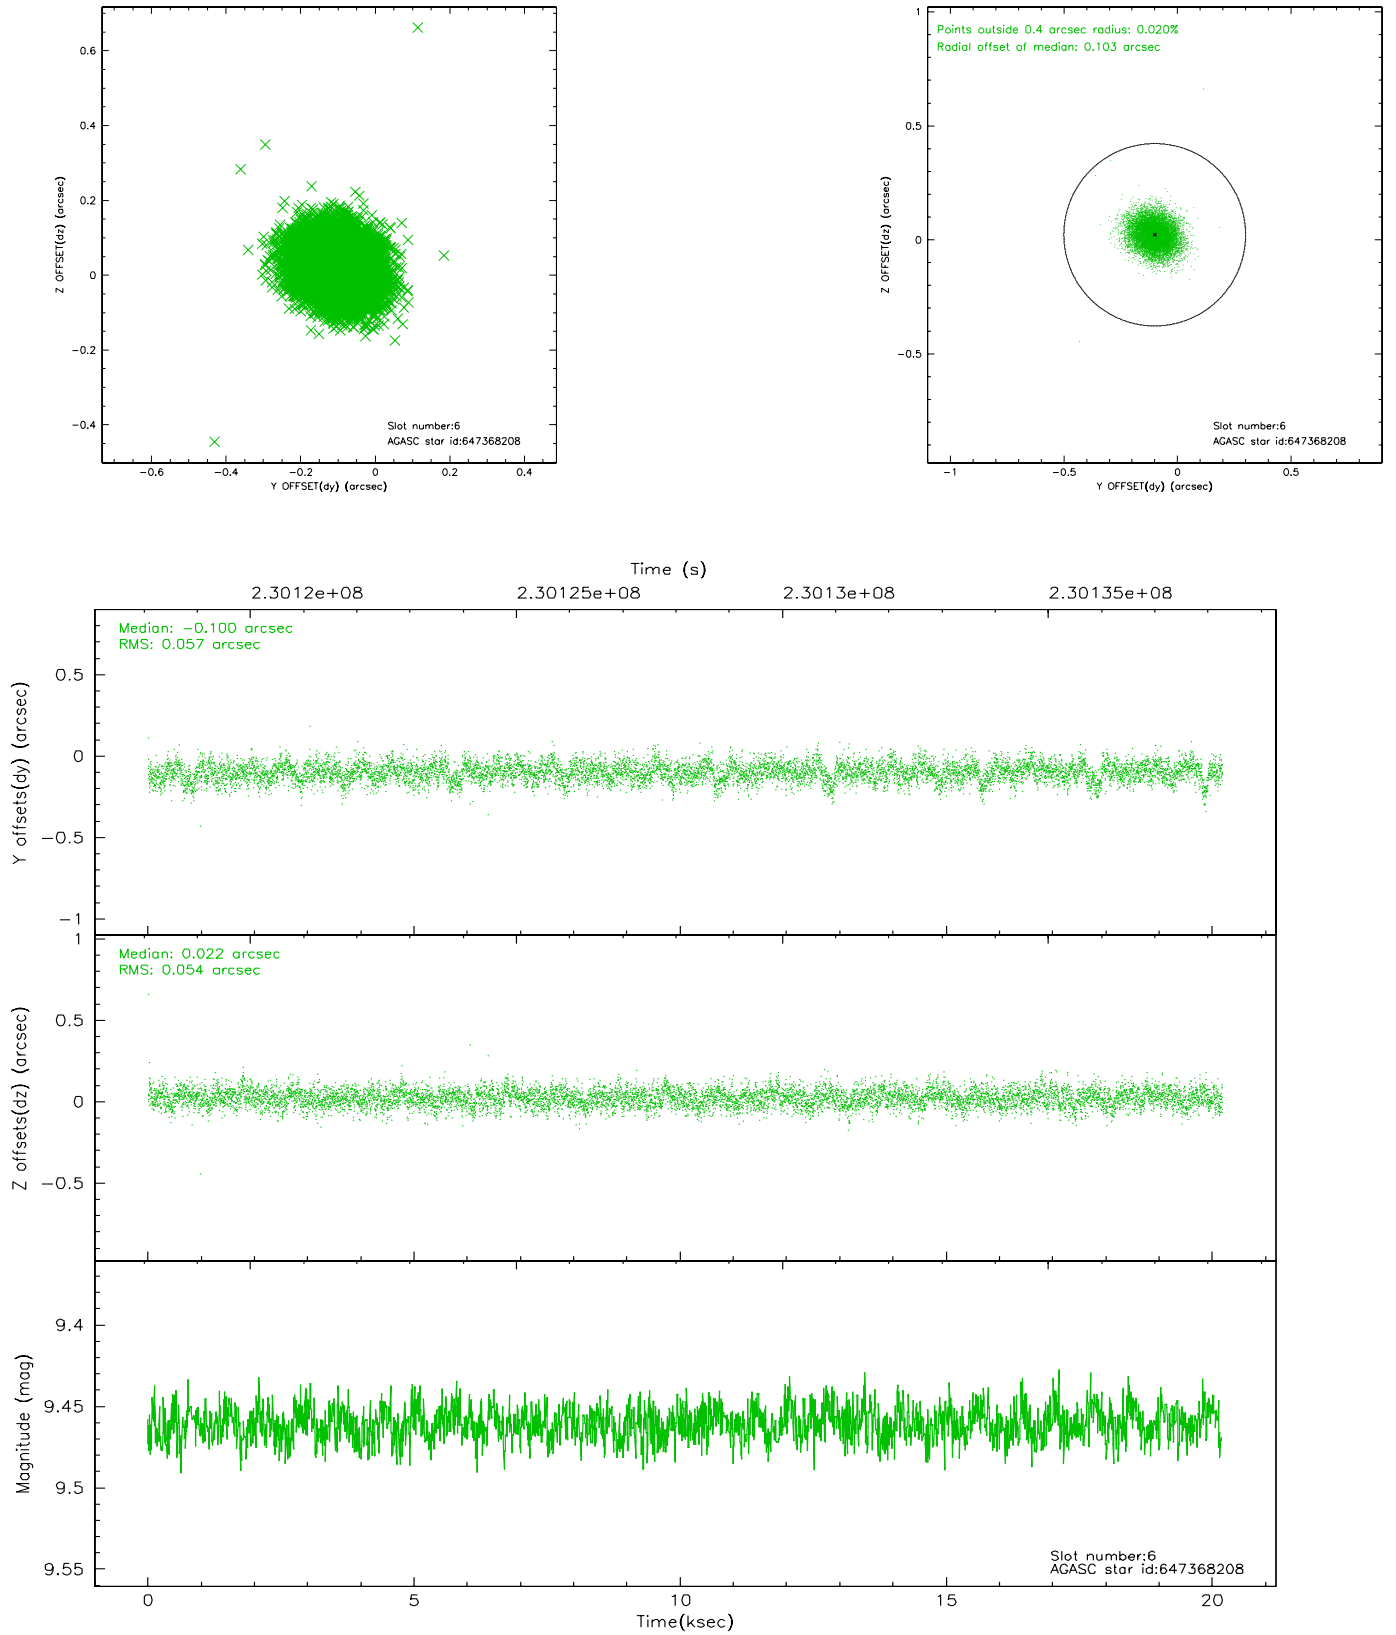 0.6
0.4
0.2
0
−0.2
−0.4
Z OFFSET(dz) (arcsec)
−0.6 −0.4 −0.2 0 0.2 0.4
Y OFFSET(dy) (arcsec)
Slot number:6
AGASC star id:647368208
Points outside 0.4 arcsec radius: 0.020%
Radial offset of median: 0.103 arcsec
1
0.5
0
−0.5
Z OFFSET(dz) (arcsec)
−1 −0.5 0 0.5
Y OFFSET(dy) (arcsec)
Slot number:6
AGASC star id:647368208
Time (s)
2.3012e+08 2.30125e+08 2.3013e+08 2.30135e+08
Median: −0.100 arcsec
RMS: 0.057 arcsec
0.5
0
−0.5
−1
Y offsets(dy) (arcsec)
Median: 0.022 arcsec
RMS: 0.054 arcsec
1
0.5
0
−0.5
Z offsets(dz) (arcsec)
9.4
9.45
9.5
9.55
Magnitude (mag)
Slot number:6
AGASC star id:647368208
0 5 10 15 20
Time(ksec)